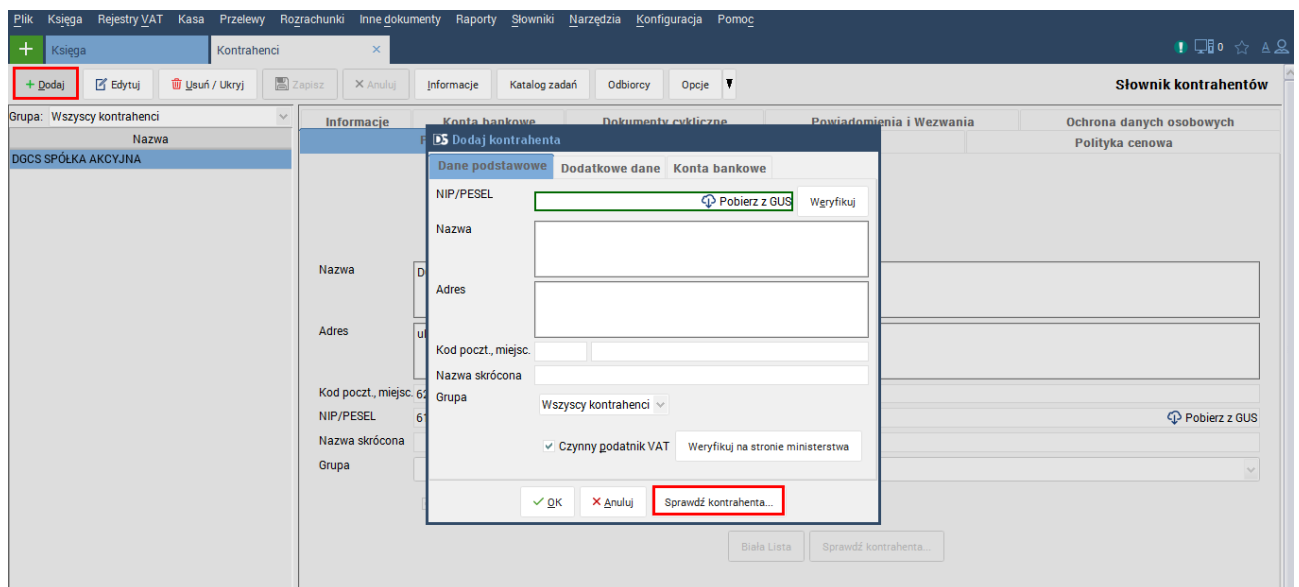 Plik Księga Rejestry VAT Kasa Przelewy Rozrachunki Inne dokumenty Raporty Słowniki Narzędzia Konfiguracja Pomoc
+ Księga Kontrahenci × 0 A
+ Dodaj Edytuj Usuń / Ukryj Zapisz × Anuluj Informacje Katalog zadań Odbiorcy Opcje Słownik kontrahentów
Grupa: Wszyscy kontrahenci
Nazwa
DGCS SPÓŁKA AKCYJNA
Informacje Konta bankowe Dokumenty cykliczne Powiadomienia i Wezwania Ochrona danych osobowych
P Polityka cenowa
Nazwa D
Adres ul
Kod poczt., miejsc. 62
NIP/PESEL 61 Pobierz z GUS
Nazwa skrócona
Grupa
Biała Lista Sprawdź kontrahenta...
DS Dodaj kontrahenta
Dane podstawowe Dodatkowe dane Konta bankowe
NIP/PESEL Pobierz z GUS Weryfikuj
Nazwa
Adres
Kod poczt., miejsc.
Nazwa skrócona
Grupa Wszyscy kontrahenci
Czynny podatnik VAT Weryfikuj na stronie ministerstwa
OK × Anuluj Sprawdź kontrahenta...